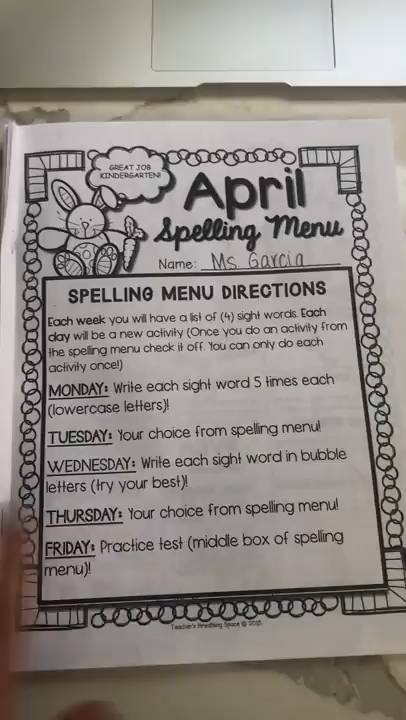 GREAT JOB
KINDERGARTEN!
April
Spelling Menu
Name: Ms. Garcia
SPELLING MENU DIRECTIONS
Each week you will have a list of (4) sight words. Each
day will be a new activity (Once you do an activity from
the spelling menu check it off. You can only do each
activity once!)
MONDAY: Write each sight word 5 times each
(lowercase letters)!
TUESDAY: Your choice from spelling menu!
WEDNESDAY: Write each sight word in bubble
letters (try your best)!
THURSDAY: Your choice from spelling menu!
FRIDAY: Practice test (middle box of spelling
menu)!
Teacher's Breathing Space © 2015